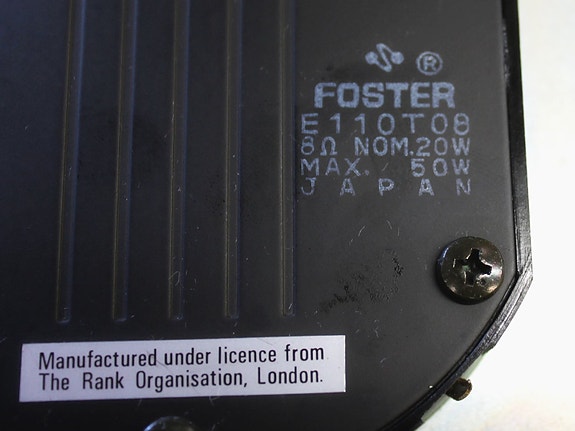 ®
FOSTER
E110T08
8Ω NOM.20W
MAX. 50W
JAPAN
Manufactured under licence from
The Rank Organisation, London.